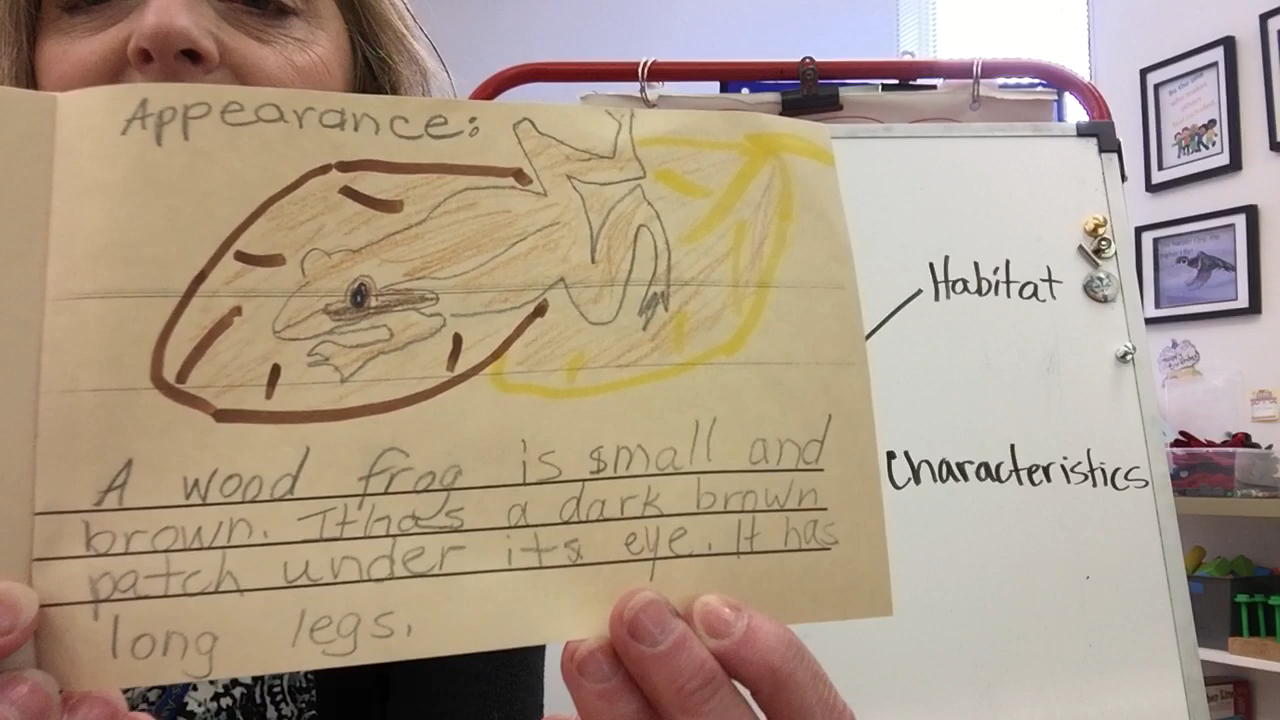 Appearance:
A wood frog is small and
brown. It has a dark brown
patch under its eye. It has
long legs.
Habitat
Characteristics